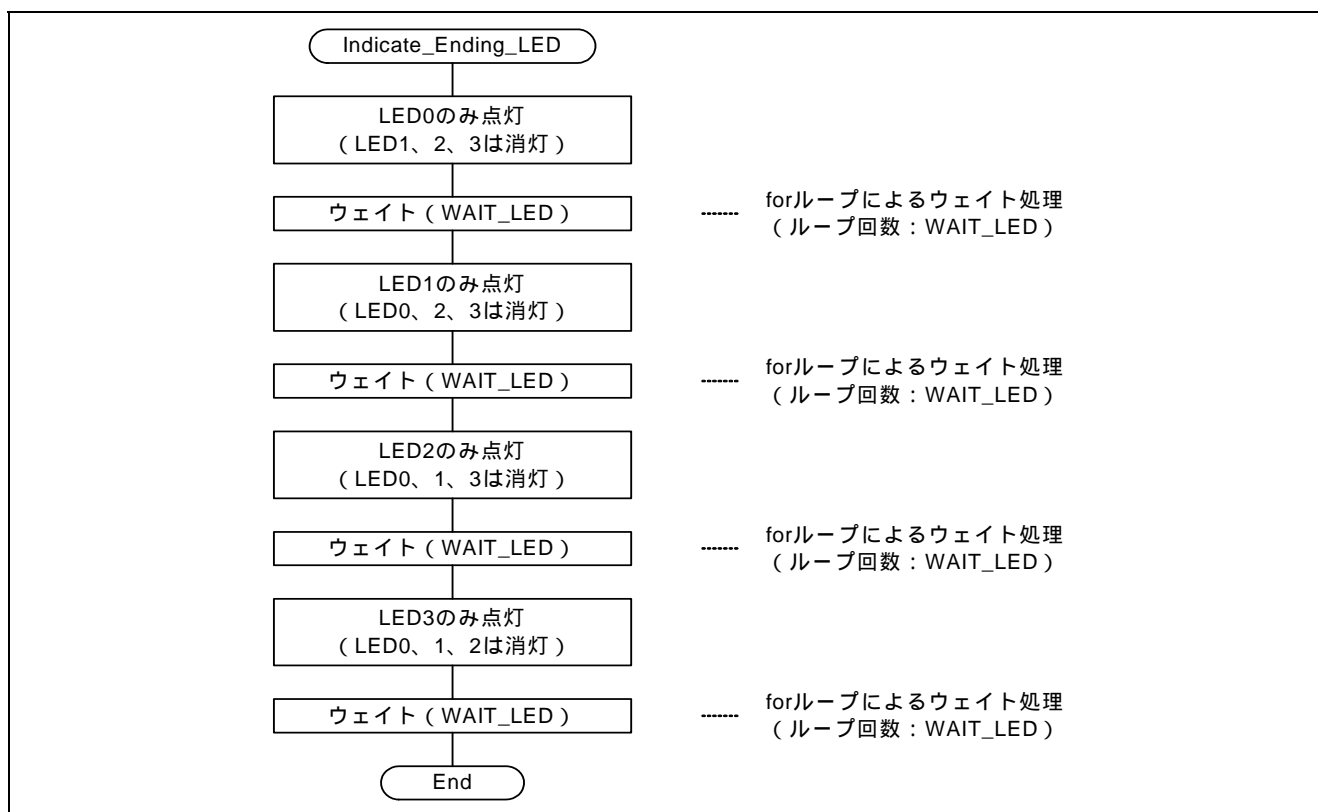 Indicate_Ending_LED
LED0のみ点灯
（LED1、2、3は消灯）
ウェイト（WAIT_LED）
forループによるウェイト処理
（ループ回数：WAIT_LED）
LED1のみ点灯
（LED0、2、3は消灯）
ウェイト（WAIT_LED）
forループによるウェイト処理
（ループ回数：WAIT_LED）
LED2のみ点灯
（LED0、1、3は消灯）
ウェイト（WAIT_LED）
forループによるウェイト処理
（ループ回数：WAIT_LED）
LED3のみ点灯
（LED0、1、2は消灯）
ウェイト（WAIT_LED）
forループによるウェイト処理
（ループ回数：WAIT_LED）
End